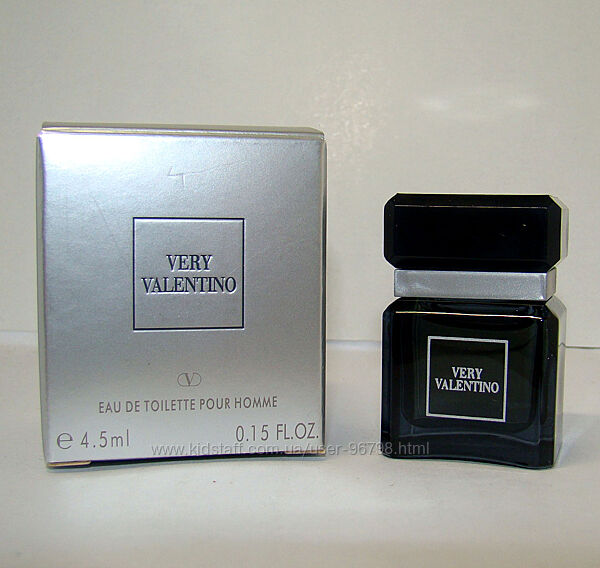 VERY
VALENTINO
V
EAU DE TOILETTE POUR HOMME
e 4.5ml 0.15 FL.OZ.
VERY
VALENTINO
www.kidstaff.com.ua/user-96798.html